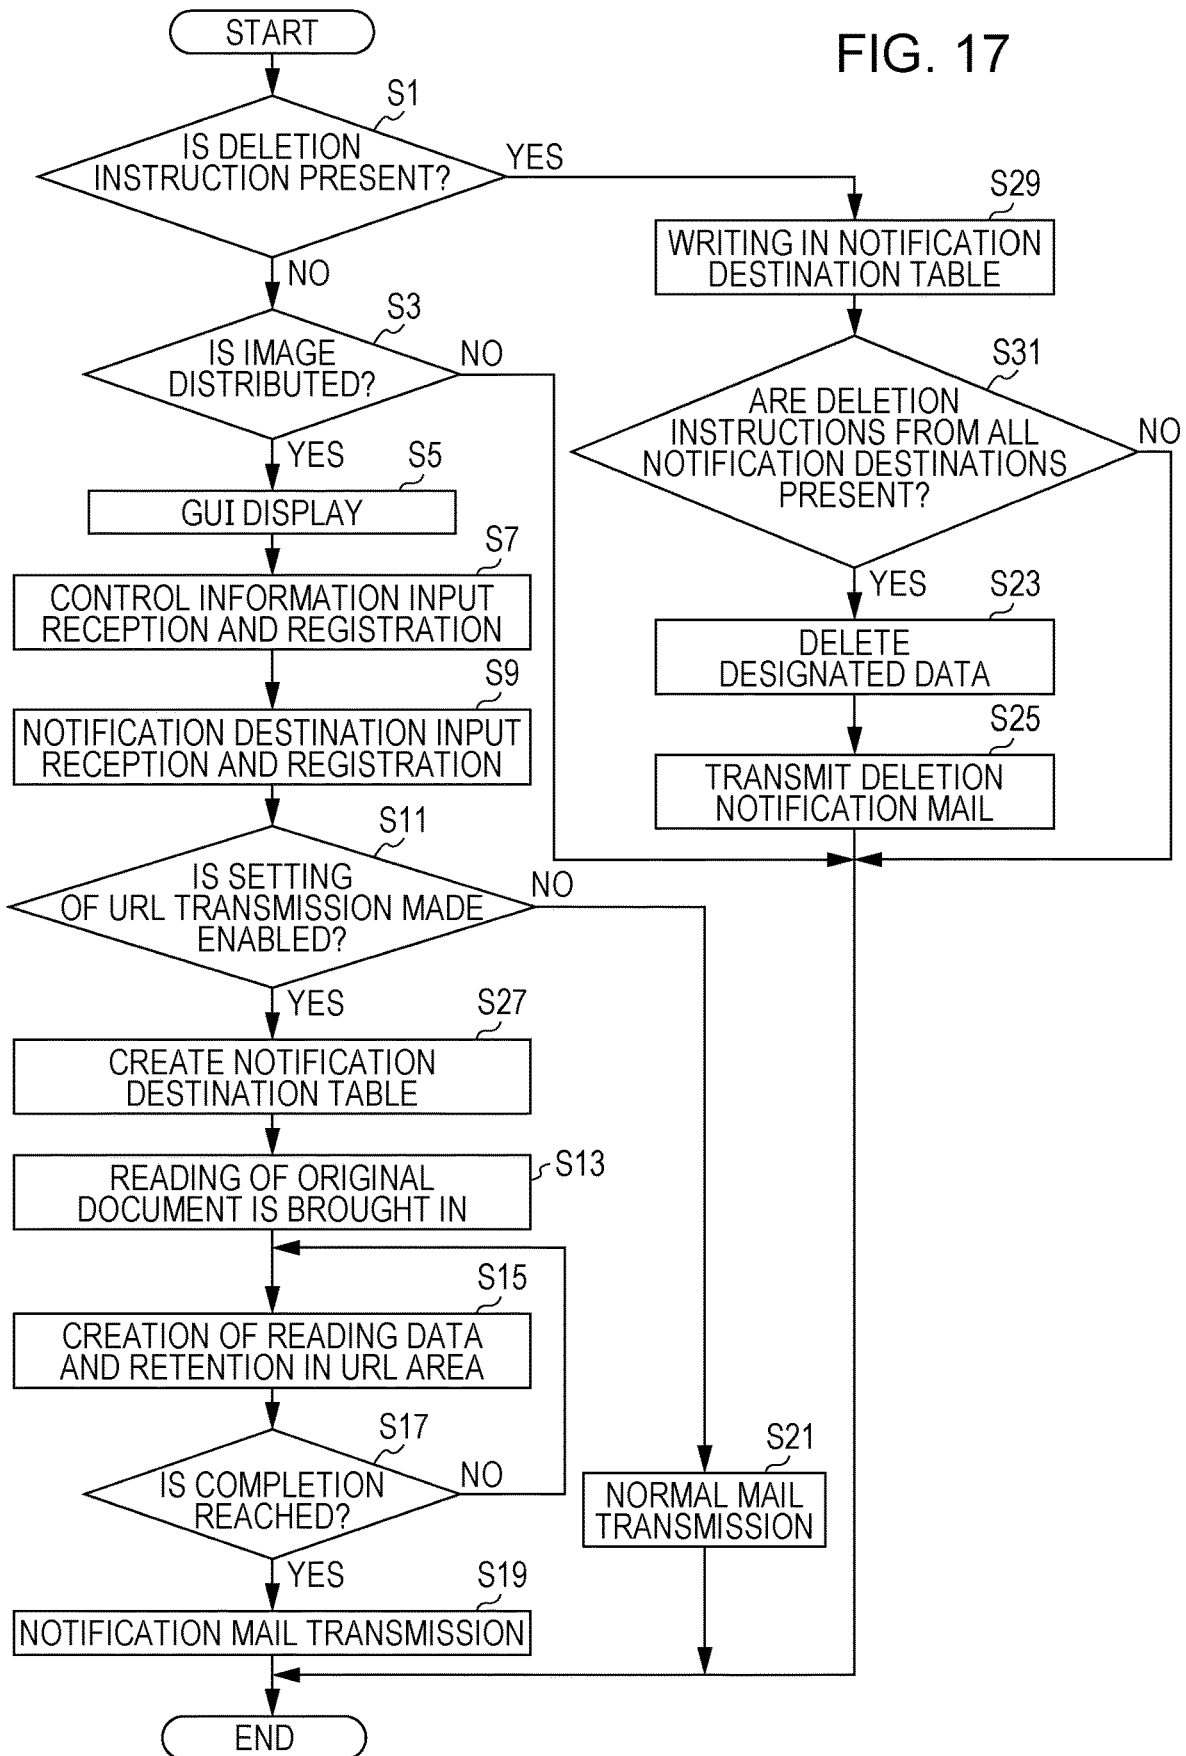 START
FIG. 17
S1
IS DELETION
INSTRUCTION PRESENT?
YES
NO
S29
WRITING IN NOTIFICATION
DESTINATION TABLE
S3
IS IMAGE
DISTRIBUTED?
NO
YES
S31
ARE DELETION
INSTRUCTIONS FROM ALL
NOTIFICATION DESTINATIONS
PRESENT?
NO
YES
S5
GUI DISPLAY
S7
CONTROL INFORMATION INPUT
RECEPTION AND REGISTRATION
S23
DELETE
DESIGNATED DATA
S9
NOTIFICATION DESTINATION INPUT
RECEPTION AND REGISTRATION
S25
TRANSMIT DELETION
NOTIFICATION MAIL
S11
IS SETTING
OF URL TRANSMISSION MADE
ENABLED?
NO
YES
S27
CREATE NOTIFICATION
DESTINATION TABLE
READING OF ORIGINAL
DOCUMENT IS BROUGHT IN
S13
S15
CREATION OF READING DATA
AND RETENTION IN URL AREA
S17
IS COMPLETION
REACHED?
NO
YES
S21
NORMAL MAIL
TRANSMISSION
S19
NOTIFICATION MAIL TRANSMISSION
END